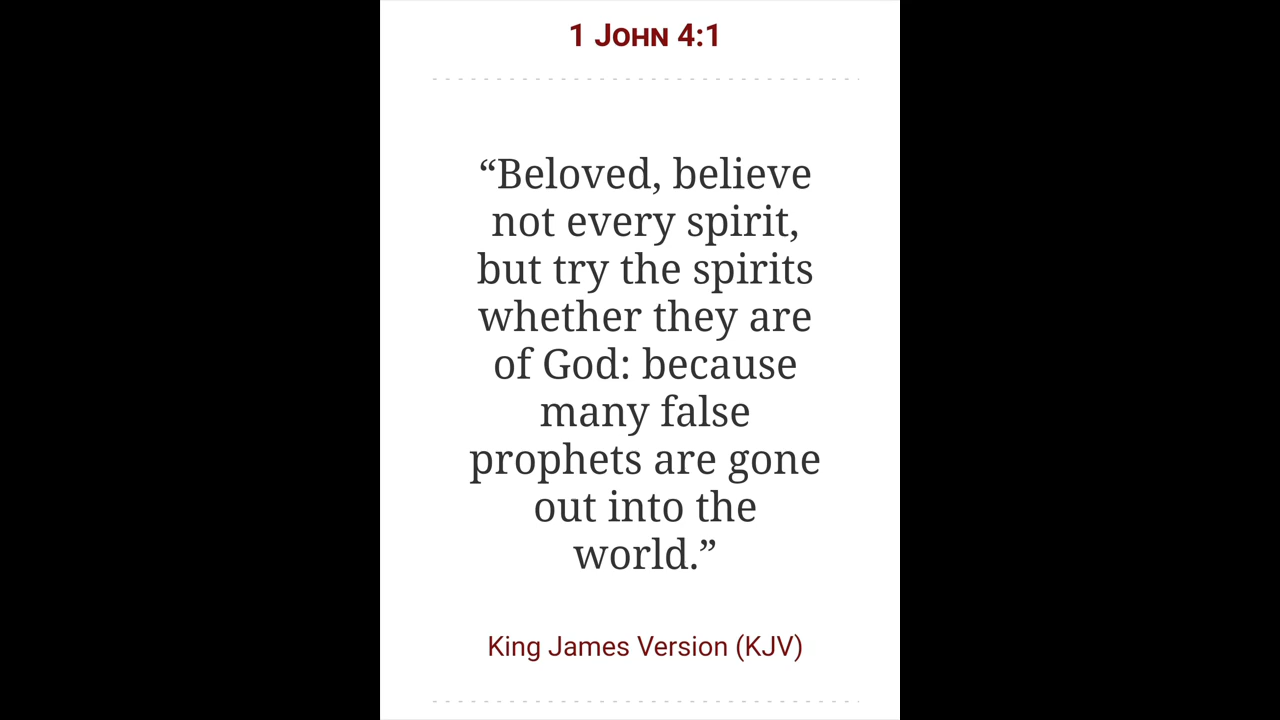 1 John 4:1
“Beloved, believe
not every spirit,
but try the spirits
whether they are
of God: because
many false
prophets are gone
out into the
world.”
King James Version (KJV)